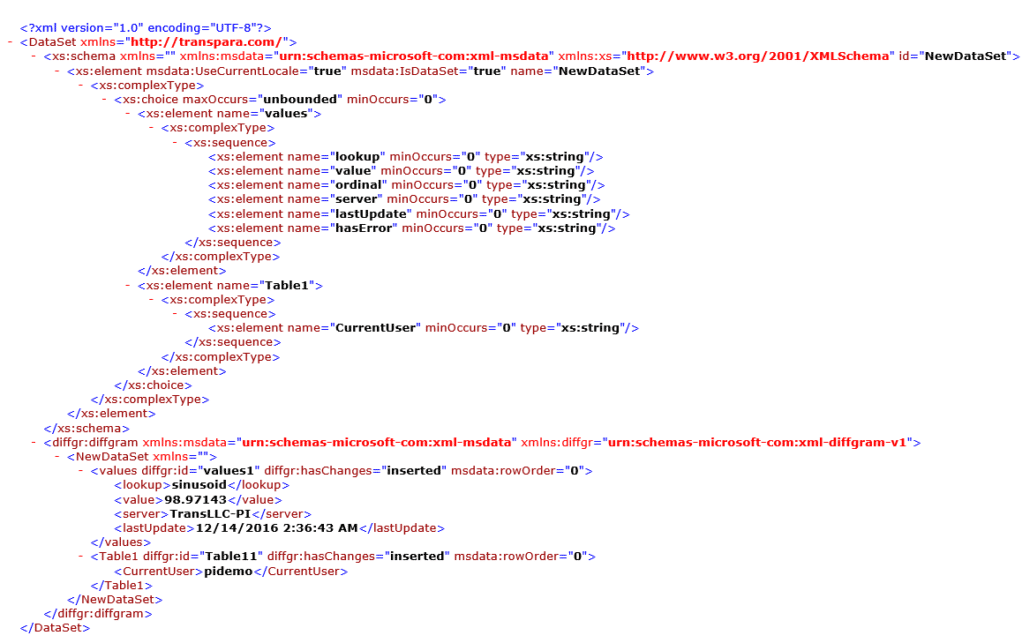 <?xml version="1.0" encoding="UTF-8"?>
- <DataSet xmlns="http://transpara.com/">
- <xs:schema xmlns="" xmlns:msdata="urn:schemas-microsoft-com:xml-msdata" xmlns:xs="http://www.w3.org/2001/XMLSchema" id="NewDataSet">
- <xs:element msdata:UseCurrentLocale="true" msdata:IsDataSet="true" name="NewDataSet">
- <xs:complexType>
- <xs:choice maxOccurs="unbounded" minOccurs="0">
- <xs:element name="values">
- <xs:complexType>
- <xs:sequence>
<xs:element name="lookup" minOccurs="0" type="xs:string"/>
<xs:element name="value" minOccurs="0" type="xs:string"/>
<xs:element name="ordinal" minOccurs="0" type="xs:string"/>
<xs:element name="server" minOccurs="0" type="xs:string"/>
<xs:element name="lastUpdate" minOccurs="0" type="xs:string"/>
<xs:element name="hasError" minOccurs="0" type="xs:string"/>
</xs:sequence>
</xs:complexType>
</xs:element>
- <xs:element name="Table1">
- <xs:complexType>
- <xs:sequence>
<xs:element name="CurrentUser" minOccurs="0" type="xs:string"/>
</xs:sequence>
</xs:complexType>
</xs:element>
</xs:choice>
</xs:complexType>
</xs:element>
</xs:schema>
- <diffgr:diffgram xmlns:msdata="urn:schemas-microsoft-com:xml-msdata" xmlns:diffgr="urn:schemas-microsoft-com:xml-diffgram-v1">
- <NewDataSet xmlns="">
- <values diffgr:id="values1" diffgr:hasChanges="inserted" msdata:rowOrder="0">
<lookup>sinusoid</lookup>
<value>98.97143</value>
<server>TransLLC-PI</server>
<lastUpdate>12/14/2016 2:36:43 AM</lastUpdate>
</values>
- <Table1 diffgr:id="Table11" diffgr:hasChanges="inserted" msdata:rowOrder="0">
<CurrentUser>pidemo</CurrentUser>
</Table1>
</NewDataSet>
</diffgr:diffgram>
</DataSet>